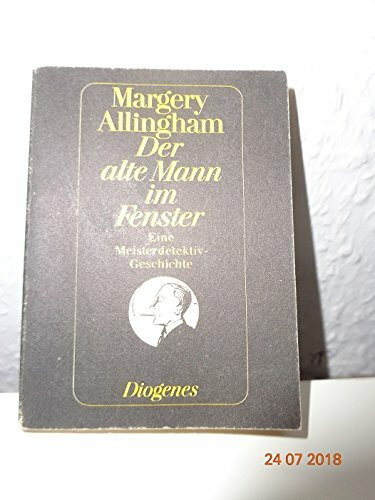 Margery
Allingham
Der
alte Mann
im
Fenster
Eine
Meisterdetektiv-
Geschichte
Diogenes
24 07 2018